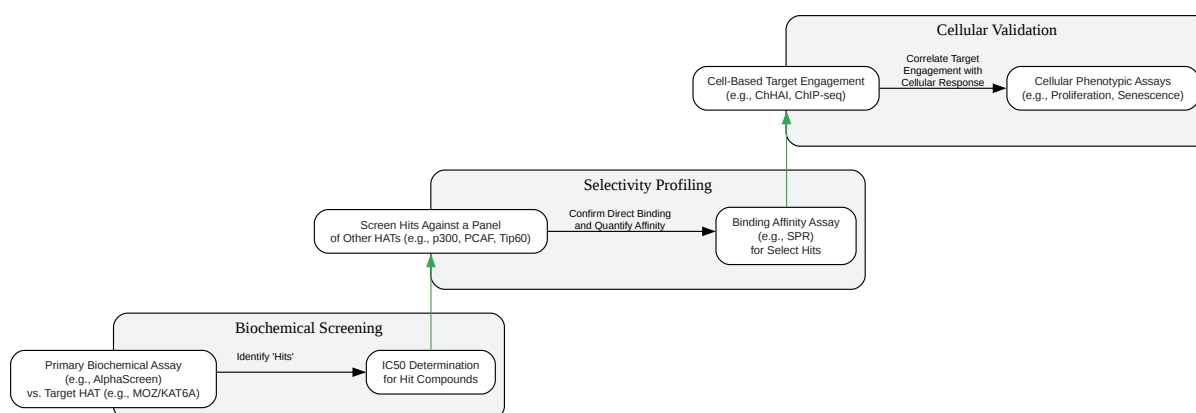 Cellular Validation
Cell-Based Target Engagement
(e.g., ChHAI, ChIP-seq)
Correlate Target
Engagement with
Cellular Response
Cellular Phenotypic Assays
(e.g., Proliferation, Senescence)
Selectivity Profiling
Screen Hits Against a Panel
of Other HATs (e.g., p300, PCAF, Tip60)
Confirm Direct Binding
and Quantify Affinity
Binding Affinity Assay
(e.g., SPR)
for Select Hits
Biochemical Screening
Primary Biochemical Assay
(e.g., AlphaScreen)
vs. Target HAT (e.g., MOZ/KAT6A)
Identify 'Hits'
IC50 Determination
for Hit Compounds